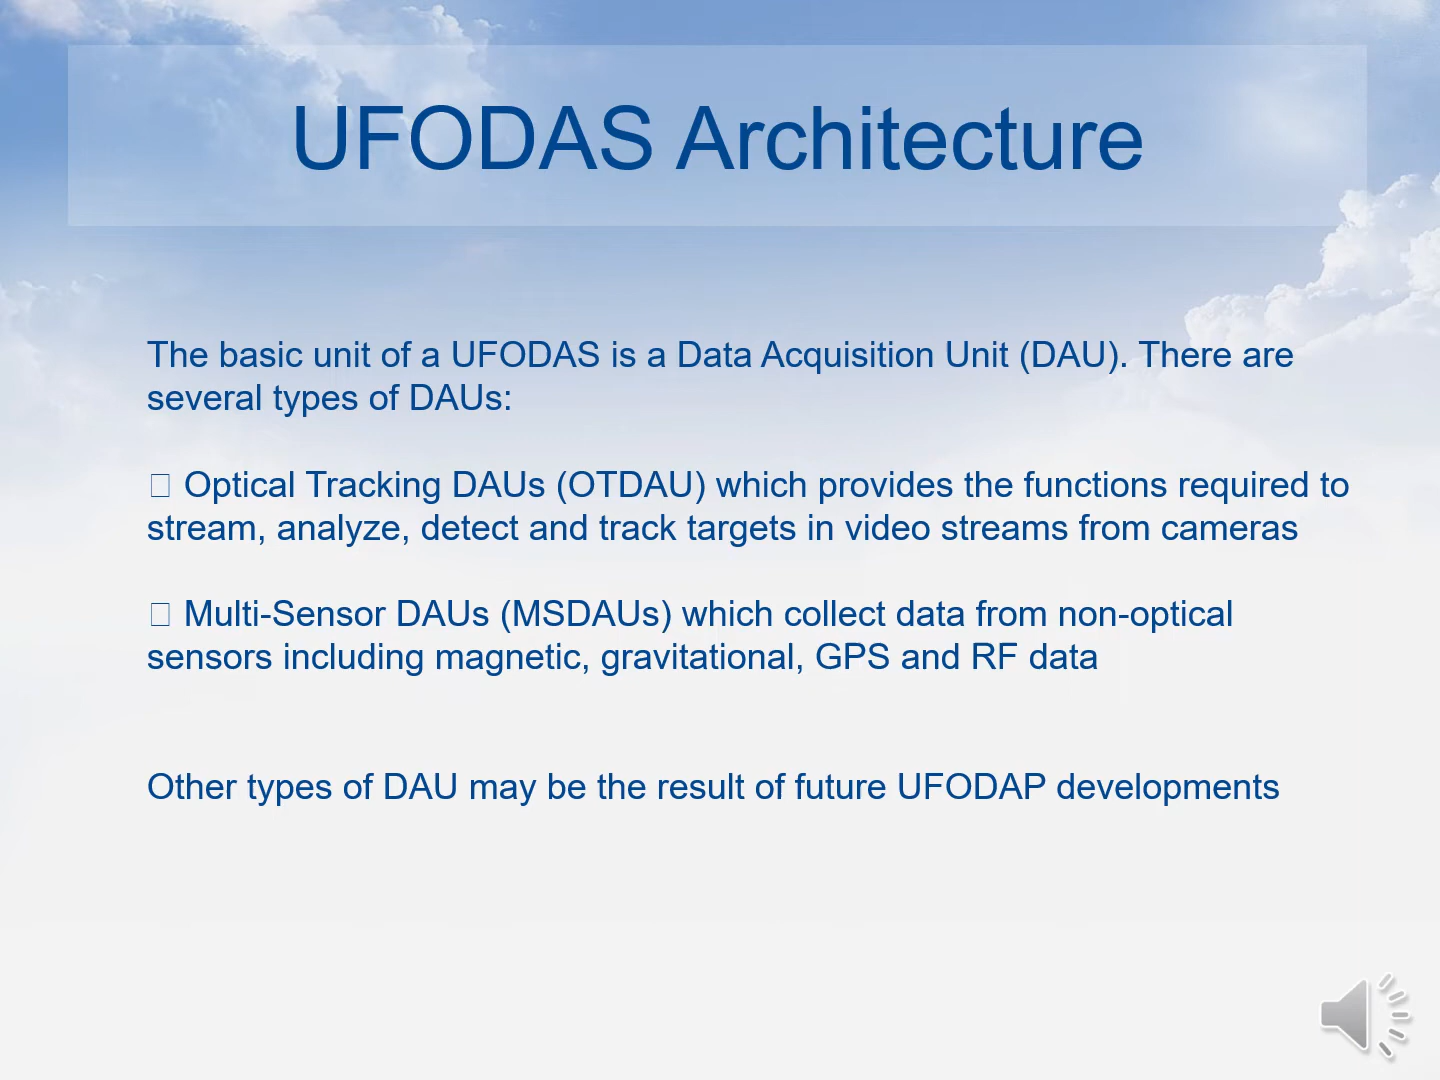 UFODAS Architecture
The basic unit of a UFODAS is a Data Acquisition Unit (DAU). There are
several types of DAUs:
□ Optical Tracking DAUs (OTDAU) which provides the functions required to
stream, analyze, detect and track targets in video streams from cameras
□ Multi-Sensor DAUs (MSDAUs) which collect data from non-optical
sensors including magnetic, gravitational, GPS and RF data
Other types of DAU may be the result of future UFODAP developments